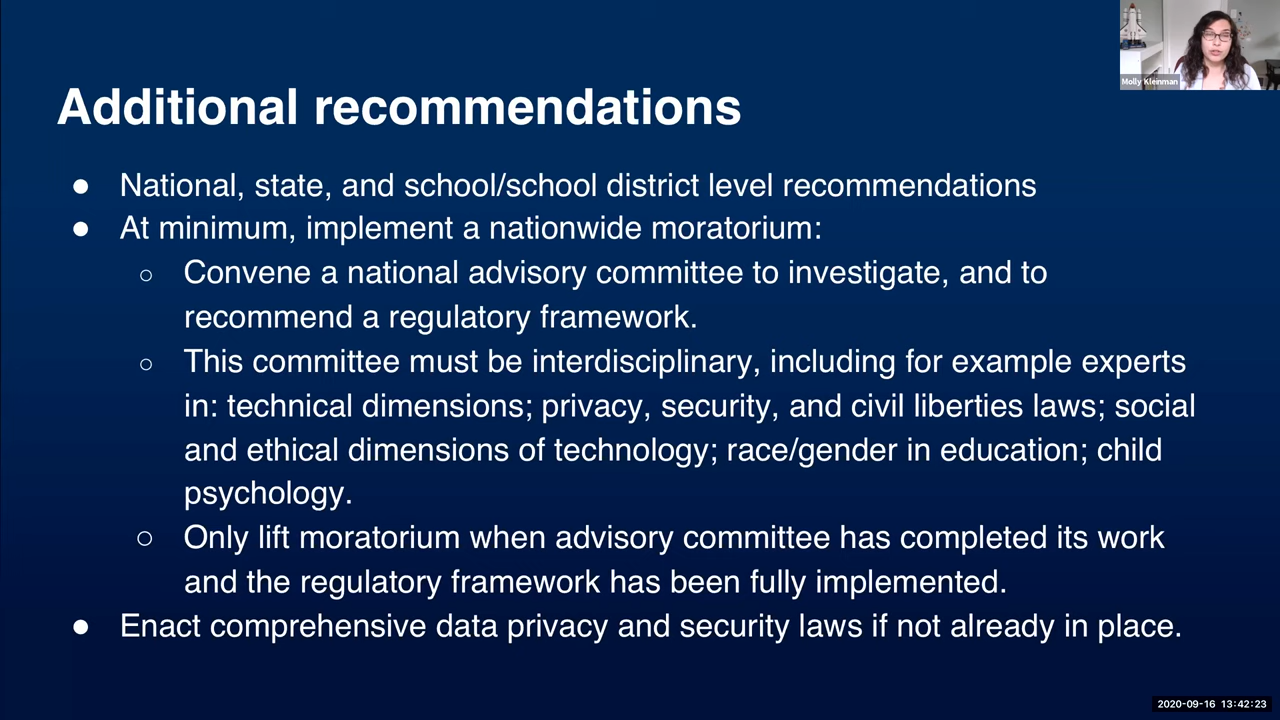 Molly Kleinman
Additional recommendations
● National, state, and school/school district level recommendations
● At minimum, implement a nationwide moratorium:
○ Convene a national advisory committee to investigate, and to
recommend a regulatory framework.
○ This committee must be interdisciplinary, including for example experts
in: technical dimensions; privacy, security, and civil liberties laws; social
and ethical dimensions of technology; race/gender in education; child
psychology.
○ Only lift moratorium when advisory committee has completed its work
and the regulatory framework has been fully implemented.
● Enact comprehensive data privacy and security laws if not already in place.
2020-09-16 13:42:23